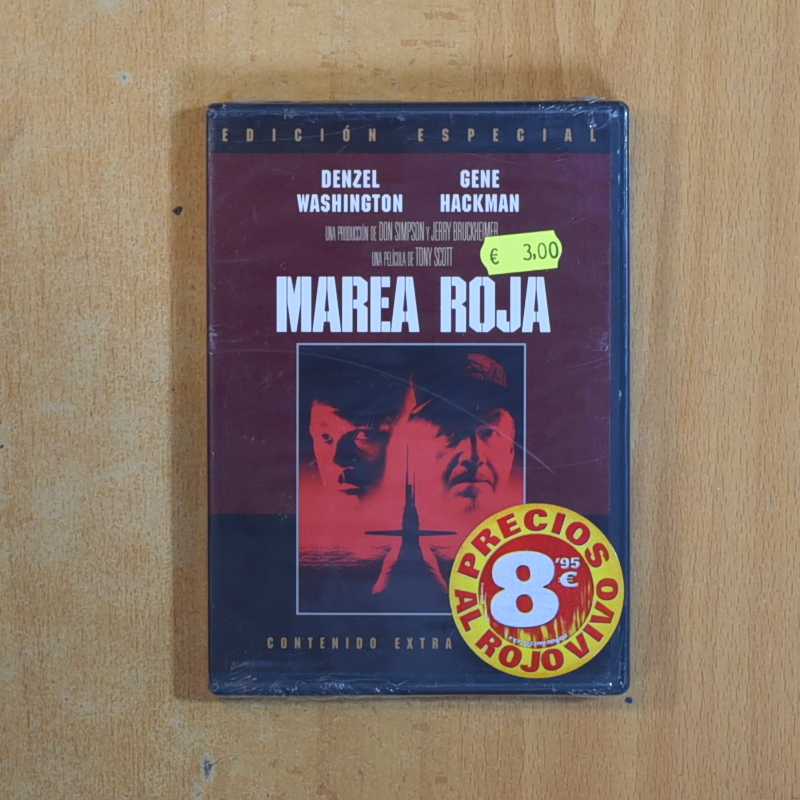 EDICIÓN ESPECIAL
DENZEL WASHINGTON
GENE HACKMAN
UNA PRODUCCIÓN DE DON SIMPSON Y JERRY BRUCKHEIMER
UNA PELÍCULA DE TONY SCOTT
€ 3,00
MAREA ROJA
PRECIOS
8'95 €
AL ROJO VIVO
CONTENIDO EXTRA